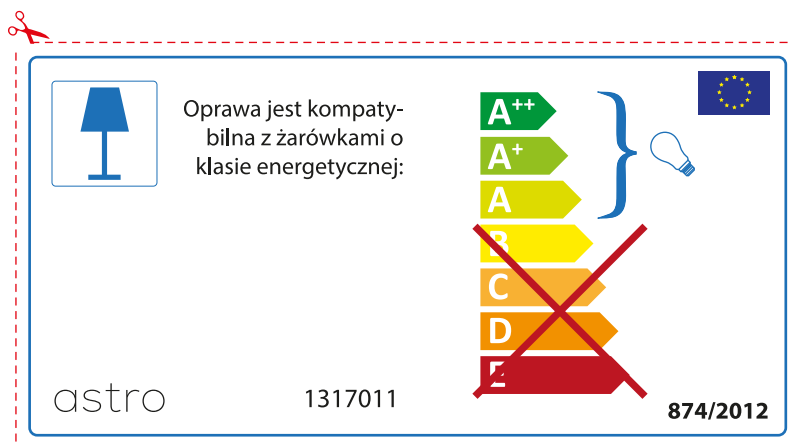 Oprawa jest kompaty-
bilna z żarówkami o
klasie energetycznej:
A++
A+
A
B
C
D
E
astro
1317011
874/2012